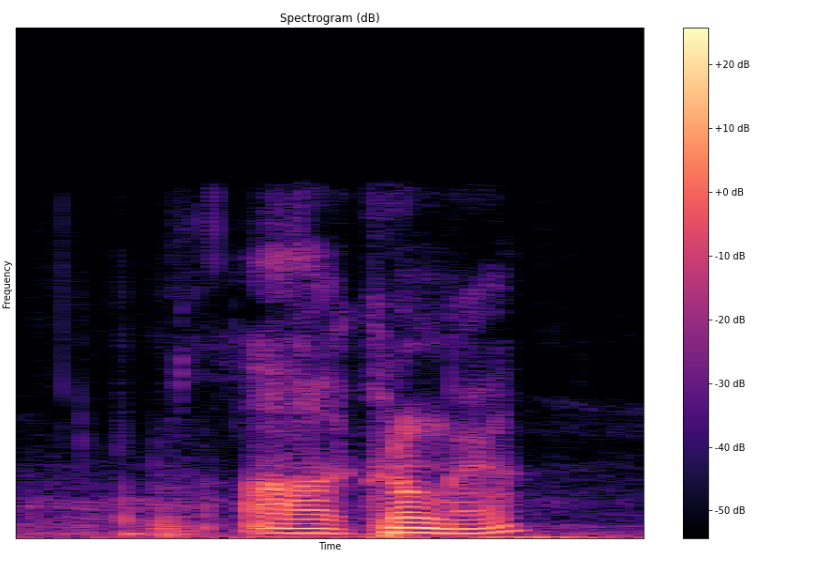 Spectrogram (dB)
Frequency
Time
+20 dB
+10 dB
+0 dB
-10 dB
-20 dB
-30 dB
-40 dB
-50 dB